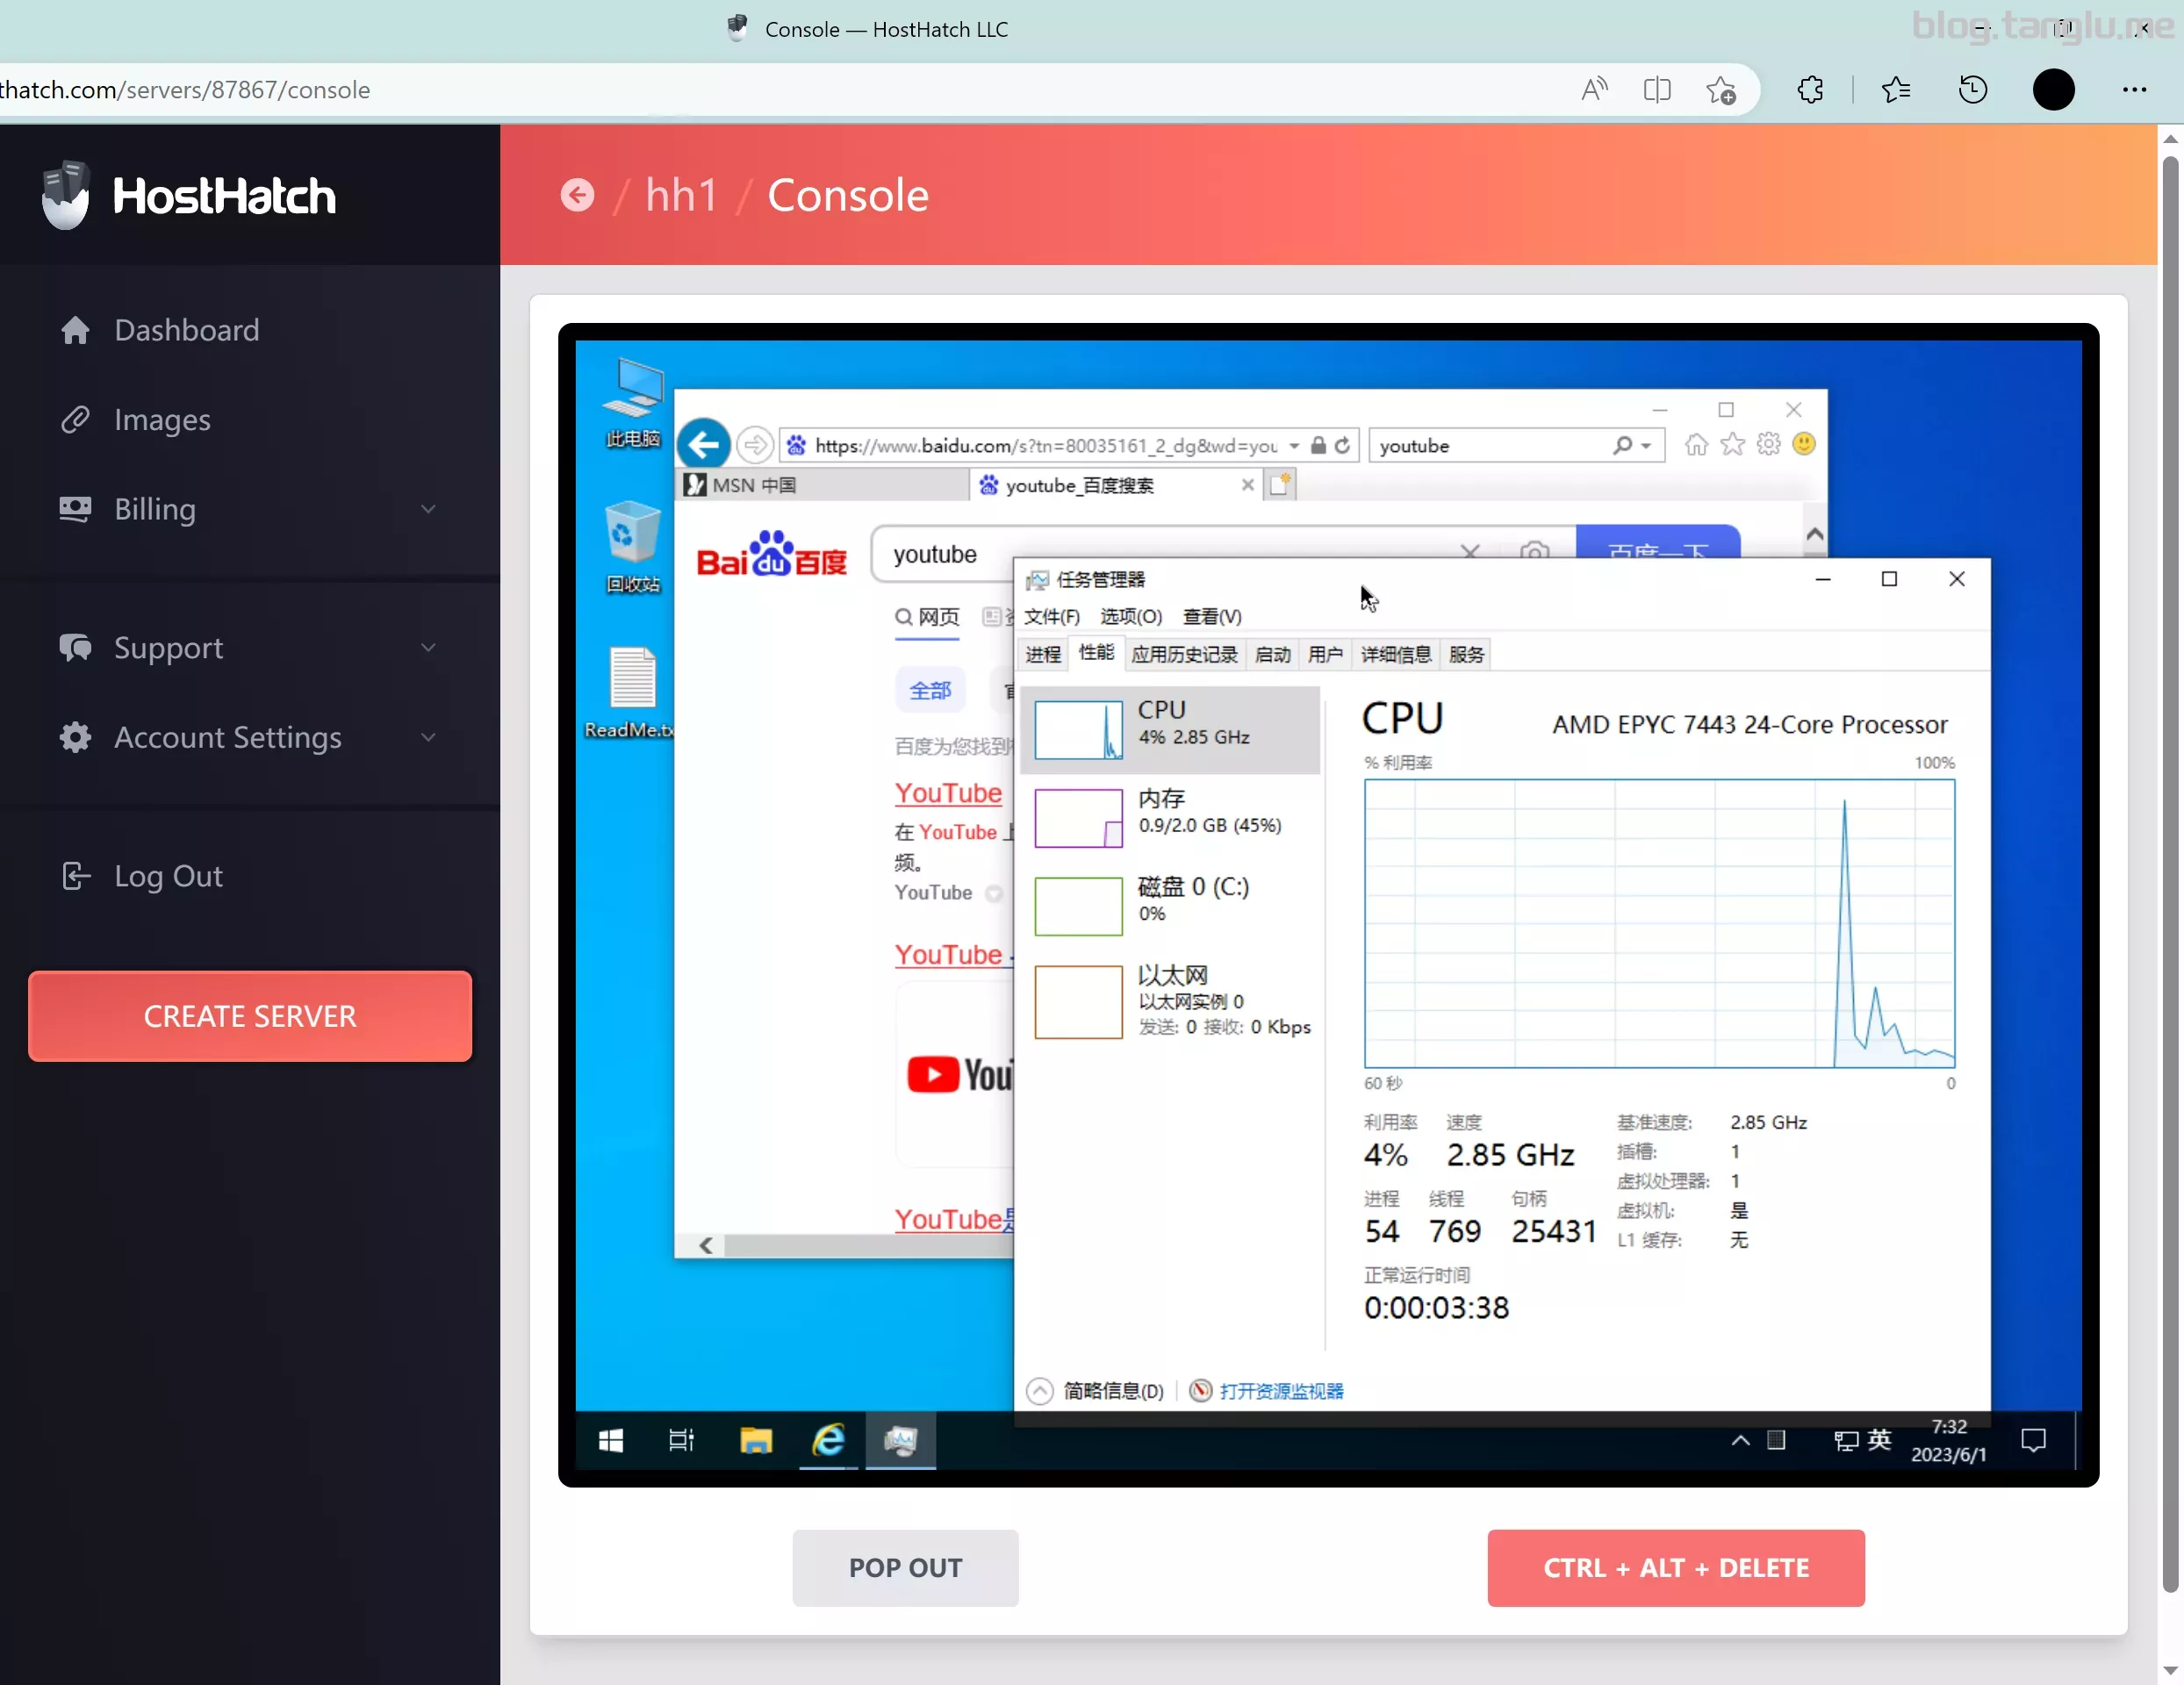 Console — HostHatch LLC
blog.tanglu.me
thatch.com/servers/87867/console
HostHatch
/ hh1 / Console
Dashboard
Images
Billing
Support
Account Settings
Log Out
CREATE SERVER
此电脑
回收站
ReadMe.tx
https://www.baidu.com/s?tn=80035161_2_dg&wd=you
youtube
MSN 中国
youtube_百度搜索
Bai du 百度
youtube
百度一下
网页
全部
百度为您找到
YouTube
在 YouTube 上
频。
YouTube
YouTube
You
YouTube是
任务管理器
文件(F) 选项(O) 查看(V)
进程 性能 应用历史记录 启动 用户 详细信息 服务
CPU
4% 2.85 GHz
内存
0.9/2.0 GB (45%)
磁盘 0 (C:)
0%
以太网
以太网实例 0
发送: 0 接收: 0 Kbps
CPU AMD EPYC 7443 24-Core Processor
% 利用率 100%
60 秒 0
利用率 速度
4% 2.85 GHz
进程 线程 句柄
54 769 25431
正常运行时间
0:00:03:38
基准速度: 2.85 GHz
插槽: 1
虚拟处理器: 1
虚拟机: 是
L1 缓存: 无
简略信息(D) 打开资源监视器
英
7:32
2023/6/1
POP OUT
CTRL + ALT + DELETE